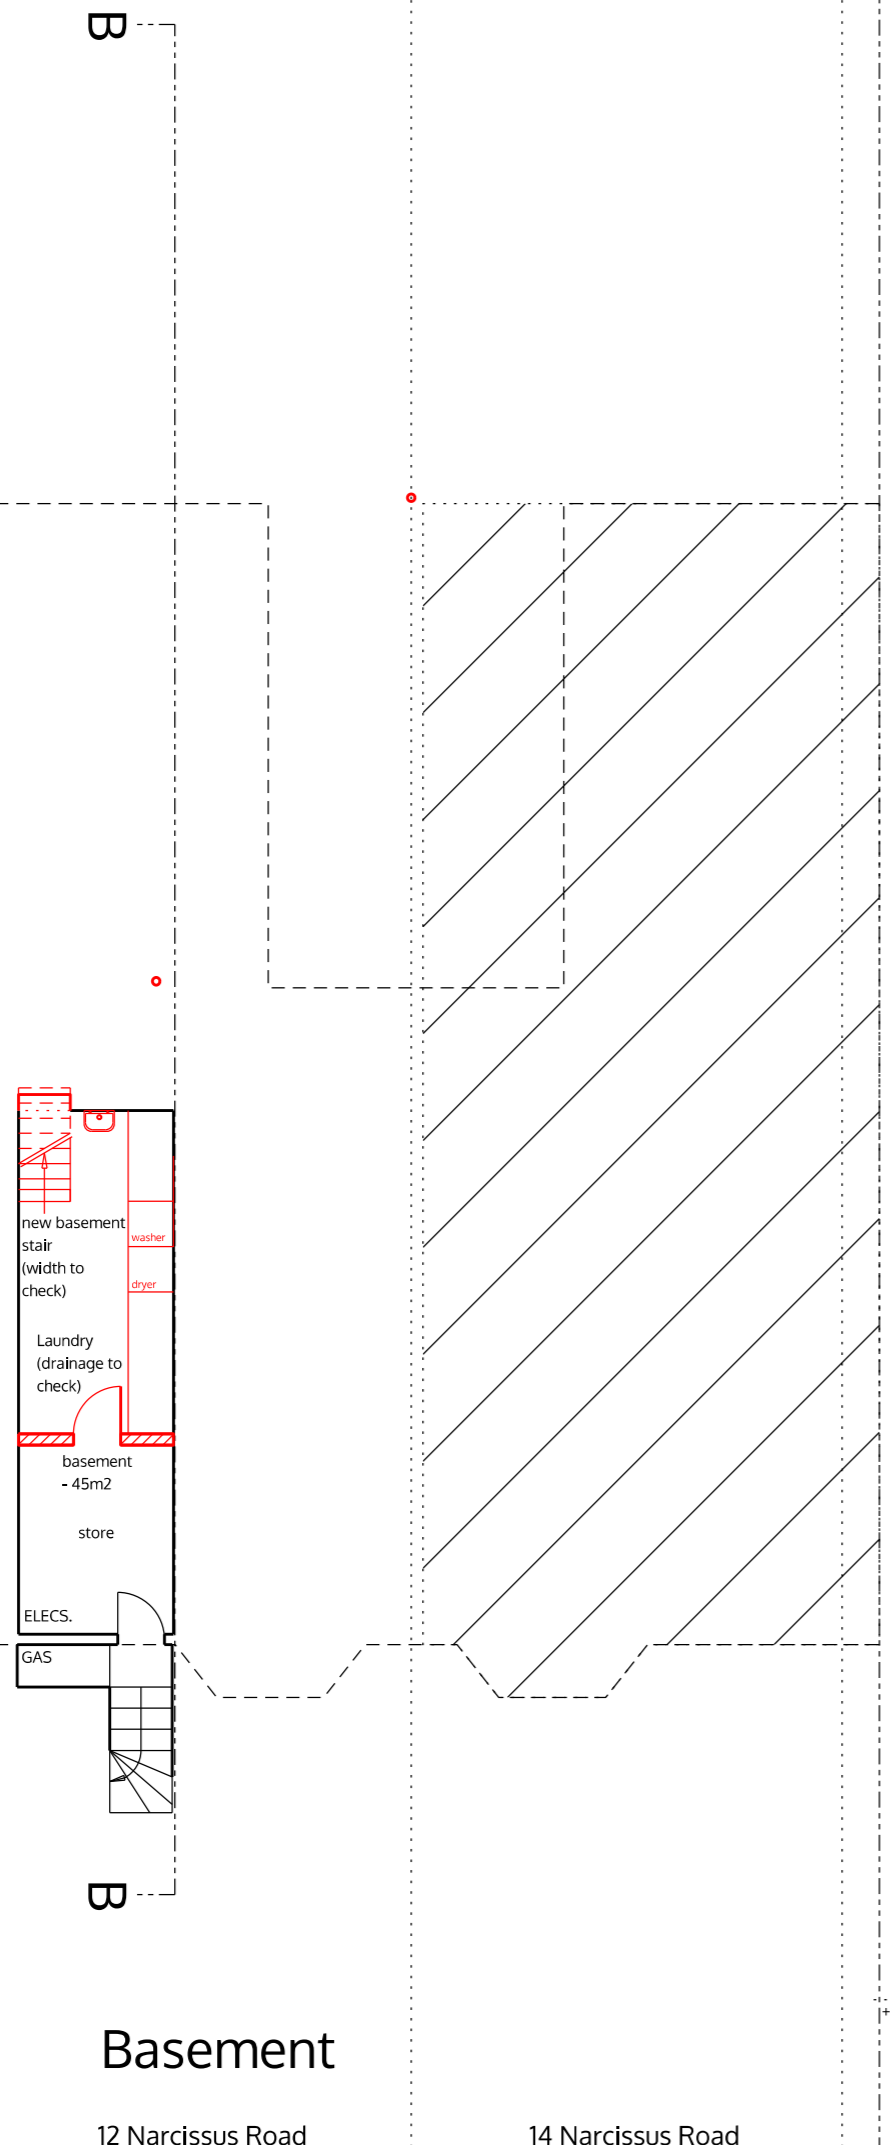 B
washer
new basement
stair
(width to
check)
dryer
Laundry
(drainage to
check)
basement
- 45m2
store
ELECS.
GAS
B
Basement
12 Narcissus Road
14 Narcissus Road